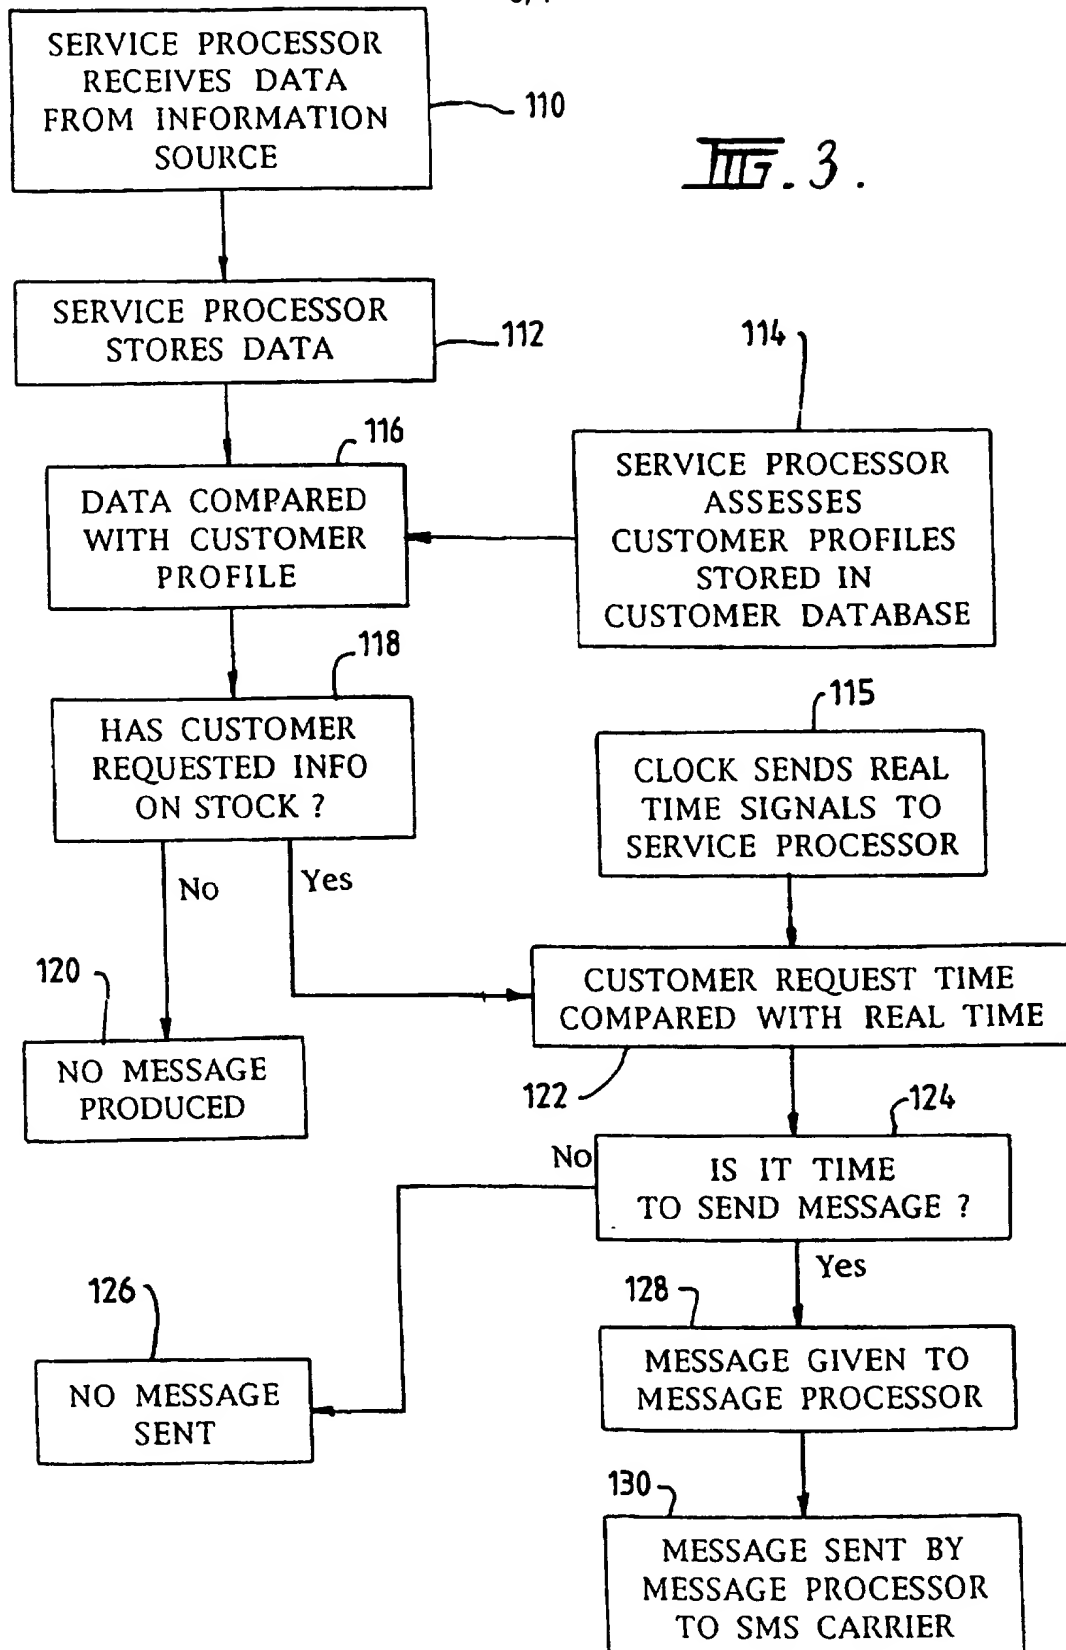 SERVICE PROCESSOR
RECEIVES DATA
FROM INFORMATION
SOURCE
110
FIG. 3.
SERVICE PROCESSOR
STORES DATA
112
114
116
DATA COMPARED
WITH CUSTOMER
PROFILE
SERVICE PROCESSOR
ASSESSES
CUSTOMER PROFILES
STORED IN
CUSTOMER DATABASE
118
HAS CUSTOMER
REQUESTED INFO
ON STOCK ?
115
CLOCK SENDS REAL
TIME SIGNALS TO
SERVICE PROCESSOR
No
Yes
120
NO MESSAGE
PRODUCED
CUSTOMER REQUEST TIME
COMPARED WITH REAL TIME
122
124
No
IS IT TIME
TO SEND MESSAGE ?
Yes
126
NO MESSAGE
SENT
128
MESSAGE GIVEN TO
MESSAGE PROCESSOR
130
MESSAGE SENT BY
MESSAGE PROCESSOR
TO SMS CARRIER